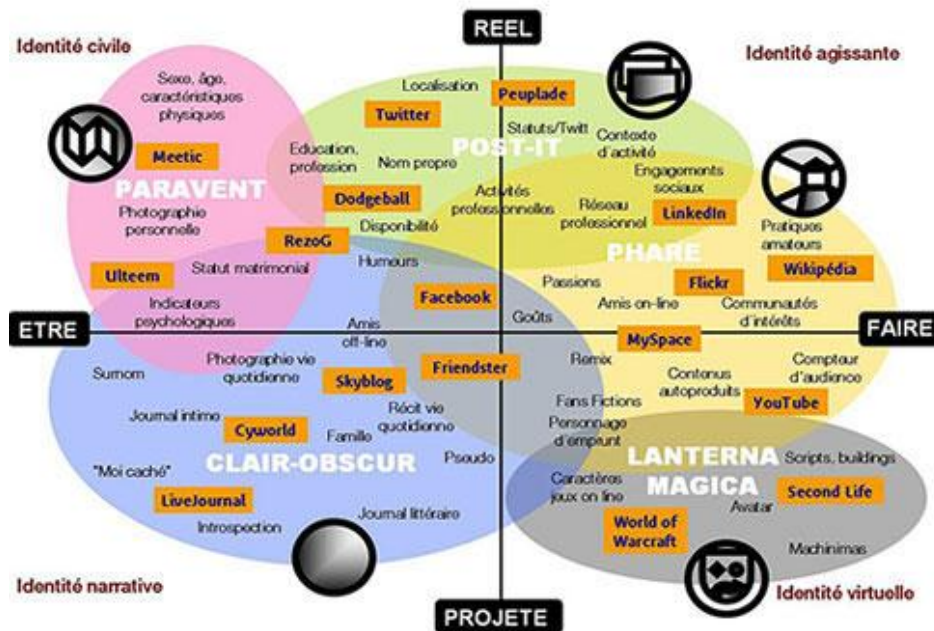 REEL
Identité civile
Identité agissante
Sexe, âge,
caractéristiques
physiques
Localisation
Peuplade
Twitter
Statuts/Twitt
Contexte
d'activité
Meetic
Education,
profession
Nom propre
POST-IT
Engagements
sociaux
PARAVENT
Dodgeball
Activités
professionnelles
Réseau
professionnel
LinkedIn
Photographie
personnelle
Disponibilité
Pratiques
amateurs
RezoG
PHARE
Ulteem
Statut matrimonial
Humeurs
Wikipédia
Passions
Flickr
Facebook
Indicateurs
psychologiques
Amis on-line
Communautés
d'intérêts
Goûts
ETRE
FAIRE
Amis
off-line
MySpace
Surnom
Photographie vie
quotidienne
Friendster
Remix
Compteur
d'audience
Skyblog
Contenus
autoproduits
YouTube
Journal intime
Récit vie
quotidienne
Fans Fictions
Cyworld
Famille
Personnage
d'emprunt
CLAIR-OBSCUR
Pseudo
LANTERNA
MAGICA
Scripts, buildings
"Moi caché"
Caractères
jeux on line
Second Life
LiveJournal
Avatar
Introspection
Journal littéraire
World of
Warcraft
Machinimas
Identité narrative
Identité virtuelle
PROJETE